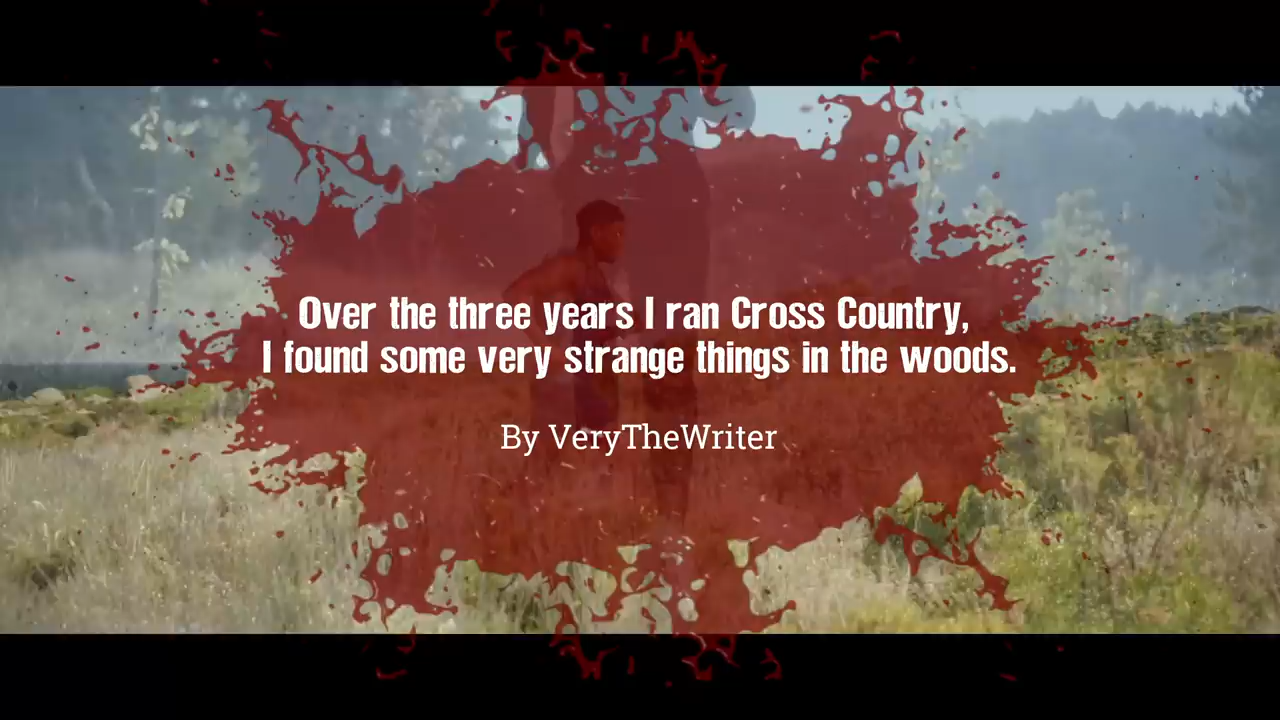 Over the three years I ran Cross Country,
I found some very strange things in the woods.
By VeryTheWriter